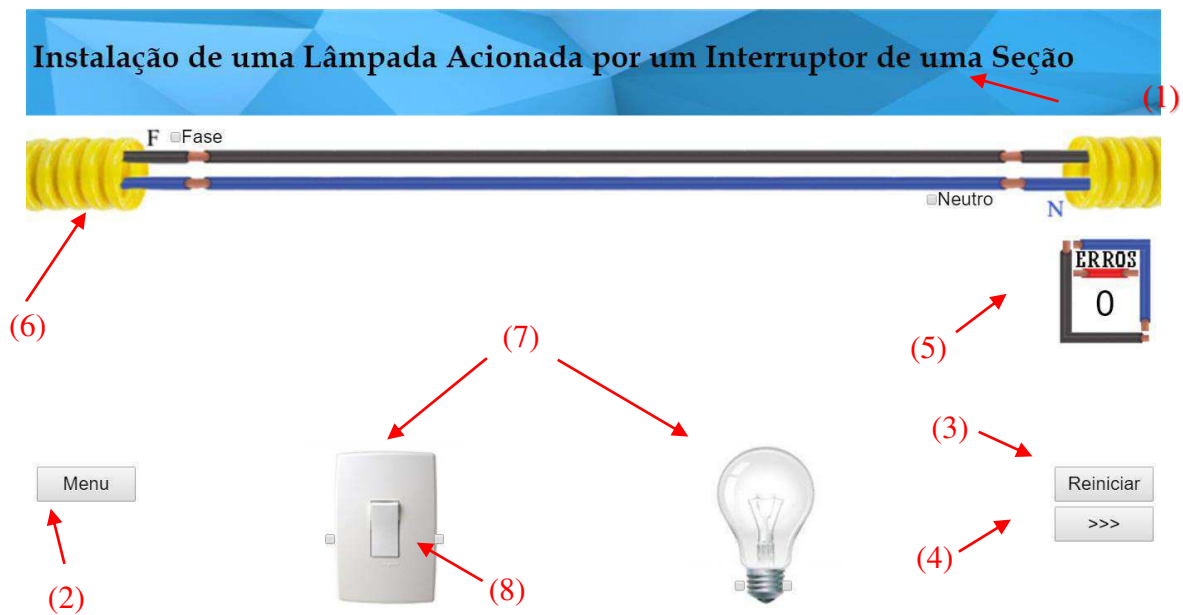 Instalação de uma Lâmpada Acionada por um Interruptor de uma Seção
(1)
F Fase
Neutro
N
ERROS
0
(6)
(7)
(5)
(3)
Menu
Reiniciar
>>>
(4)
(2)
(8)